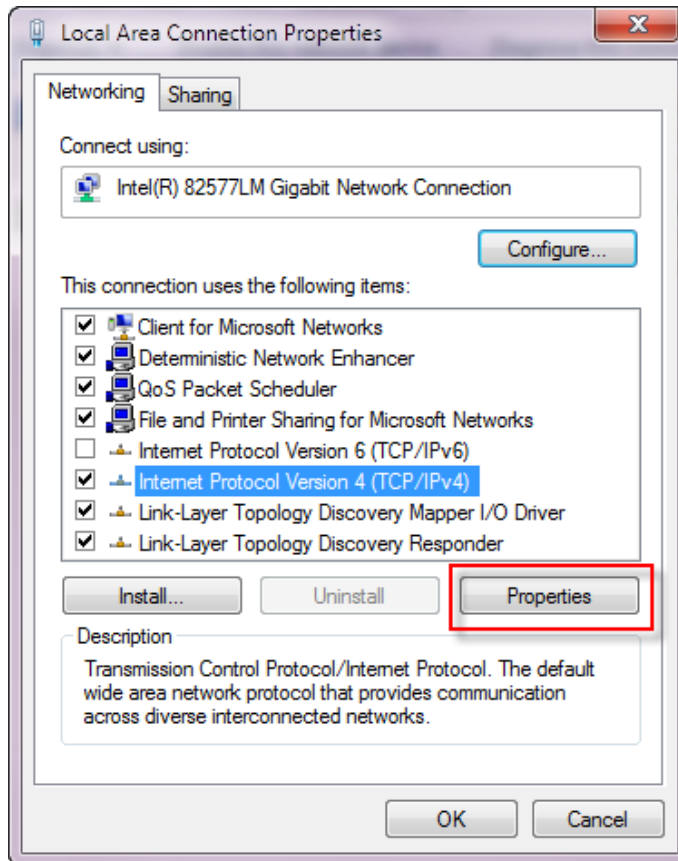 Local Area Connection Properties
Networking
Sharing
Connect using:
Intel(R) 82577LM Gigabit Network Connection
Configure...
This connection uses the following items:
Client for Microsoft Networks
Deterministic Network Enhancer
QoS Packet Scheduler
File and Printer Sharing for Microsoft Networks
Internet Protocol Version 6 (TCP/IPv6)
Internet Protocol Version 4 (TCP/IPv4)
Link-Layer Topology Discovery Mapper I/O Driver
Link-Layer Topology Discovery Responder
Install...
Uninstall
Properties
Description
Transmission Control Protocol/Internet Protocol. The default
wide area network protocol that provides communication
across diverse interconnected networks.
OK
Cancel